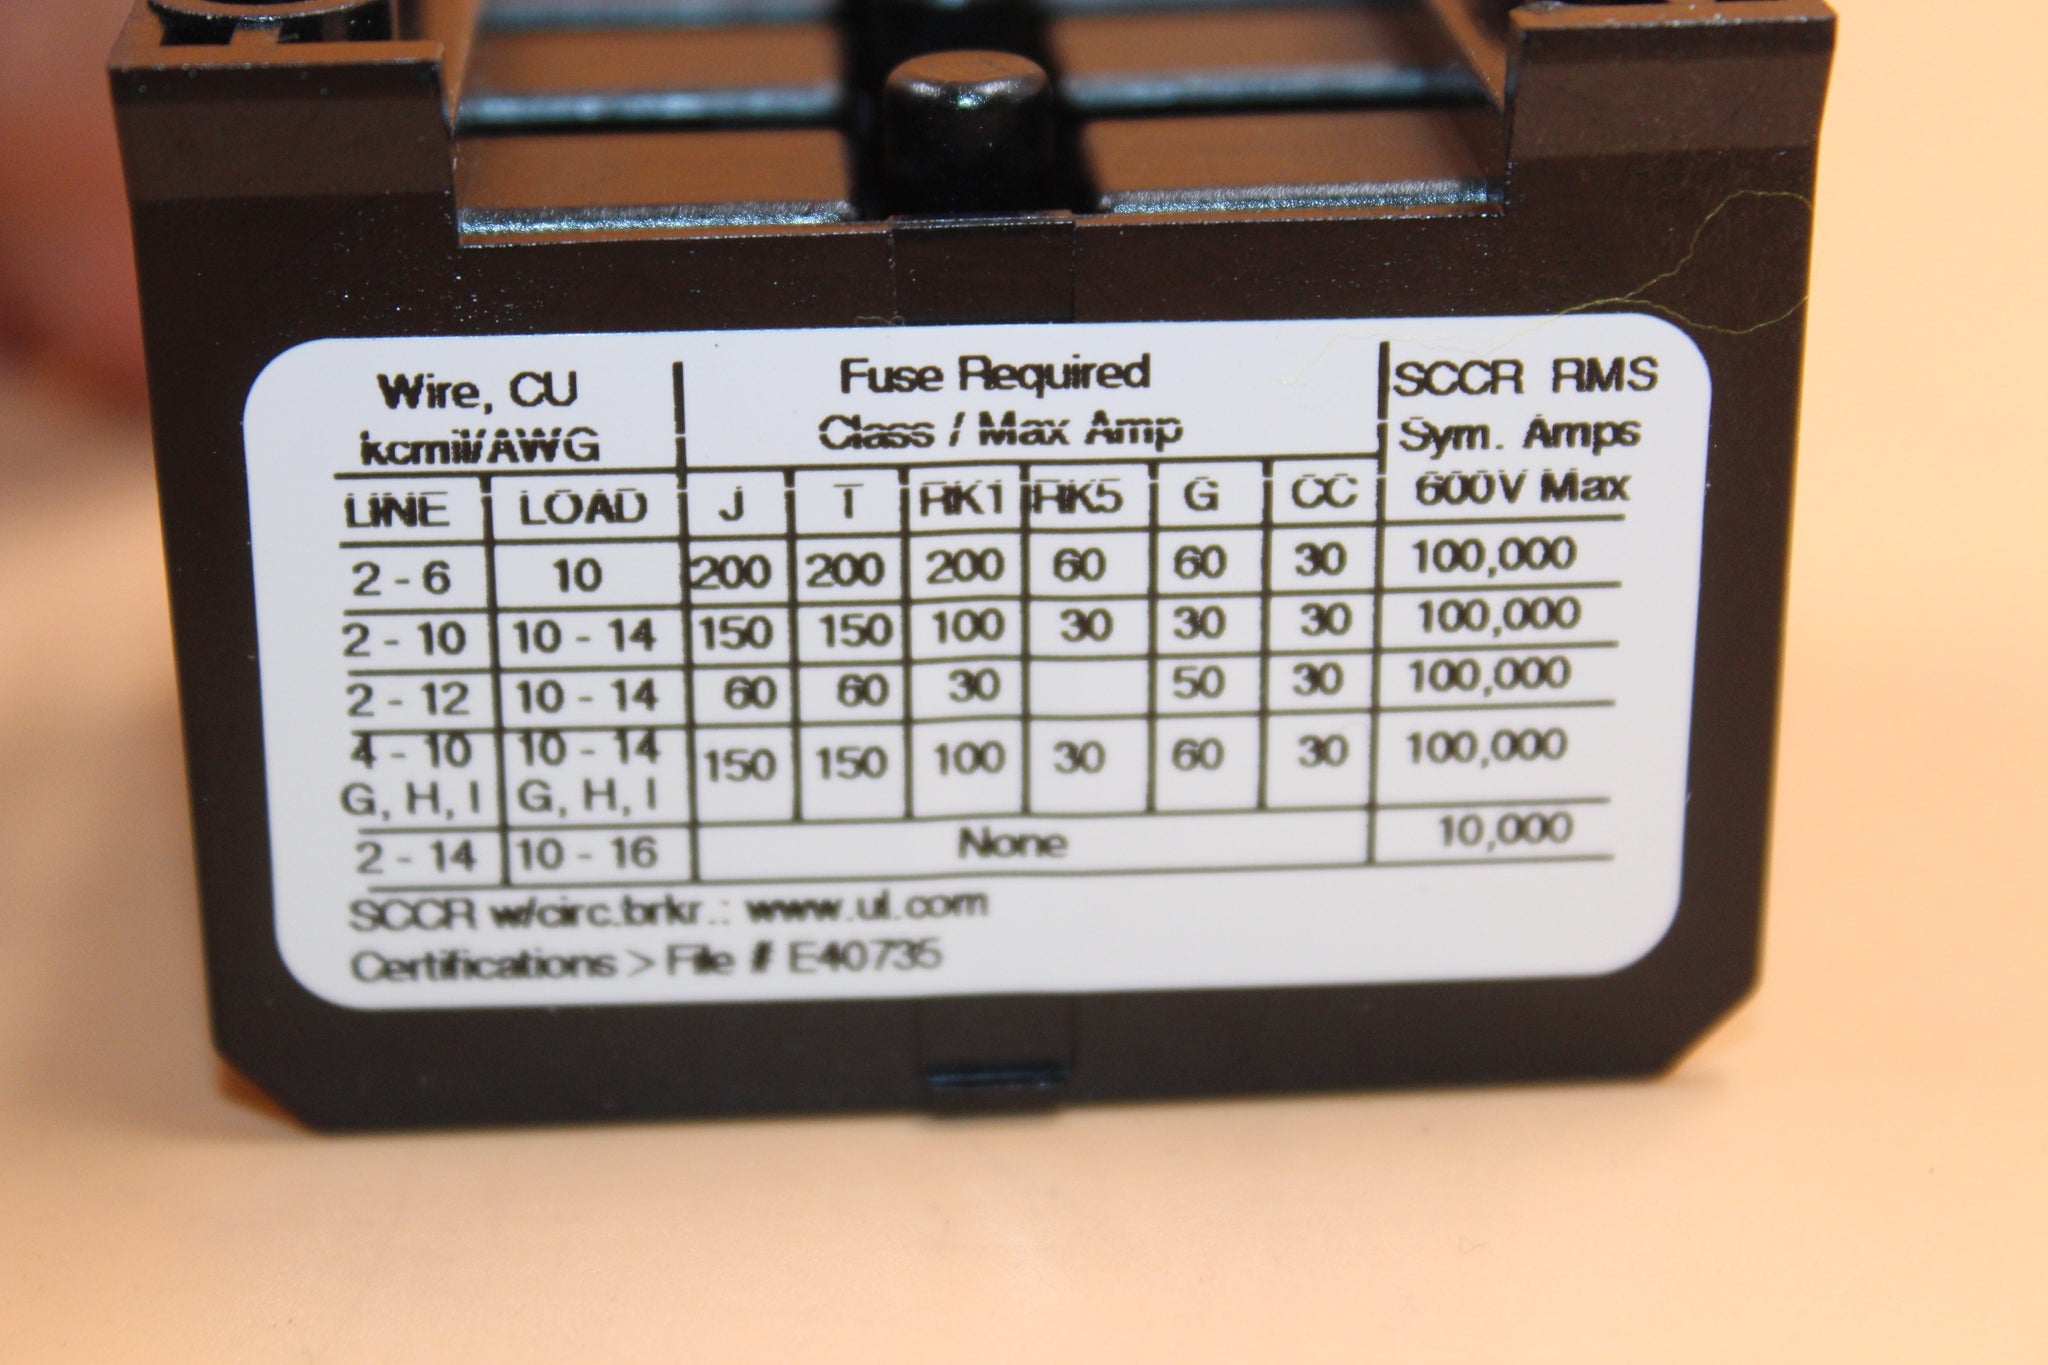 Wire, CU
kcmil/AWG
Fuse Required
Class / Max Amp
SCCR RMS
Sym. Amps
600V Max
LINE LOAD J T RK1 RK5 G CC
2 - 6 10 200 200 200 60 60 30 100,000
2 - 10 10 - 14 150 150 100 30 30 30 100,000
2 - 12 10 - 14 60 60 30 50 30 100,000
4 - 10 10 - 14 150 150 100 30 60 30 100,000
G, H, I G, H, I
2 - 14 10 - 16 None 10,000
SCCR w/circ.brkr.: www.ul.com
Certifications > File # E40735